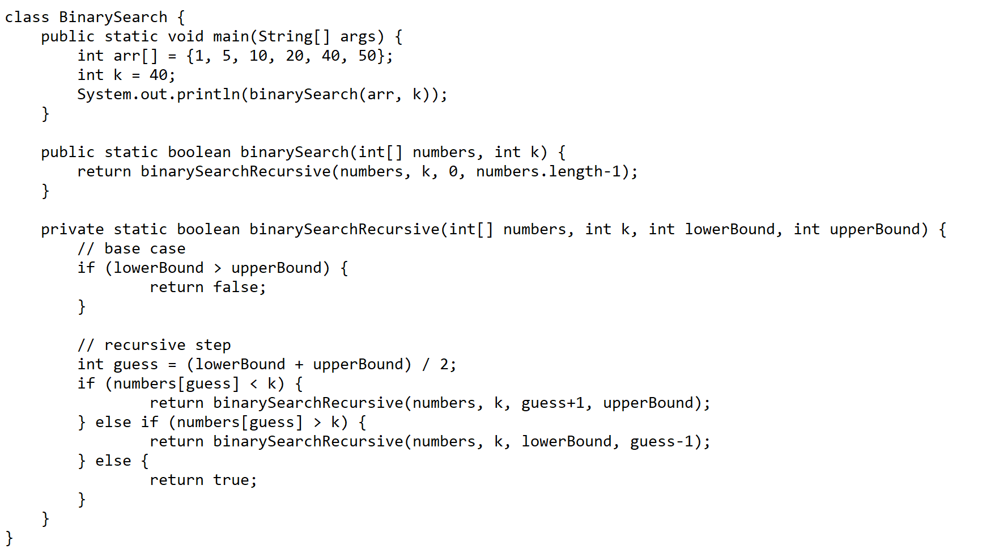 class BinarySearch {
    public static void main(String[] args) {
        int arr[] = {1, 5, 10, 20, 40, 50};
        int k = 40;
        System.out.println(binarySearch(arr, k));
    }

    public static boolean binarySearch(int[] numbers, int k) {
        return binarySearchRecursive(numbers, k, 0, numbers.length-1);
    }

    private static boolean binarySearchRecursive(int[] numbers, int k, int lowerBound, int upperBound) {
        // base case
        if (lowerBound > upperBound) {
                return false;
        }

        // recursive step
        int guess = (lowerBound + upperBound) / 2;
        if (numbers[guess] < k) {
                return binarySearchRecursive(numbers, k, guess+1, upperBound);
        } else if (numbers[guess] > k) {
                return binarySearchRecursive(numbers, k, lowerBound, guess-1);
        } else {
                return true;
        }
    }
}